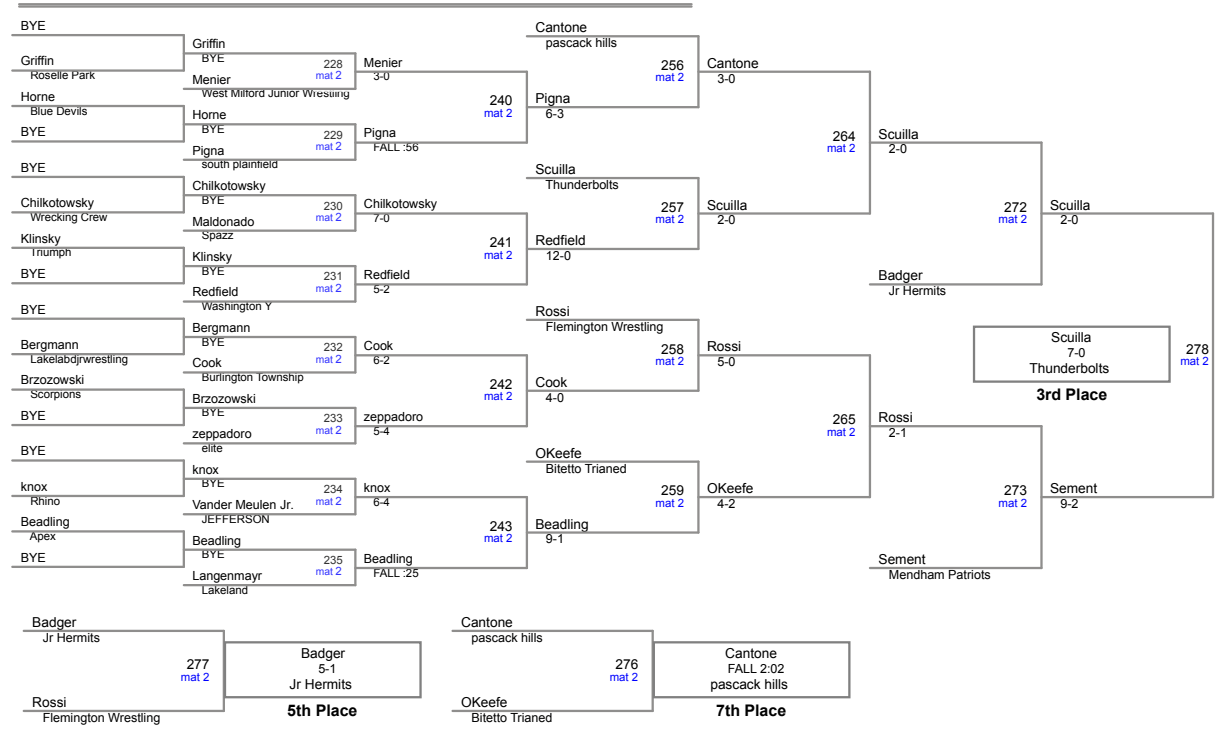 BYE
Griffin
Roselle Park
Horne
Blue Devils
BYE
BYE
Chilkotowsky
Wrecking Crew
Klinsky
Triumph
BYE
BYE
Bergmann
Lakelabdjrwrestling
Brzozowski
Scorpions
BYE
BYE
knox
Rhino
Beadling
Apex
BYE
Griffin
BYE
228
mat 2
Menier
West Milford Junior Wrestling
Horne
BYE
229
mat 2
Pigna
south plainfield
Chilkotowsky
BYE
230
mat 2
Maldonado
Spazz
Klinsky
BYE
231
mat 2
Redfield
Washington Y
Bergmann
BYE
232
mat 2
Cook
Burlington Township
Brzozowski
BYE
233
mat 2
zeppadoro
elite
knox
BYE
234
mat 2
Vander Meulen Jr.
JEFFERSON
Beadling
BYE
235
mat 2
Langenmayr
Lakeland
Menier
3-0
240
mat 2
Pigna
FALL :56
Chilkotowsky
7-0
241
mat 2
Redfield
5-2
Cook
6-2
242
mat 2
zeppadoro
5-4
knox
6-4
243
mat 2
Beadling
FALL :25
Cantone
pascack hills
256
mat 2
Pigna
6-3
Scuilla
Thunderbolts
257
mat 2
Redfield
12-0
Rossi
Flemington Wrestling
258
mat 2
Cook
4-0
OKeefe
Bitetto Trianed
259
mat 2
Beadling
9-1
Cantone
3-0
264
mat 2
Scuilla
2-0
Rossi
5-0
265
mat 2
OKeefe
4-2
Scuilla
2-0
272
mat 2
Badger
Jr Hermits
Rossi
2-1
273
mat 2
Sement
Mendham Patriots
Scuilla
2-0
Scuilla
7-0
Thunderbolts
278
mat 2
3rd Place
Sement
9-2
Badger
Jr Hermits
277
mat 2
Rossi
Flemington Wrestling
Badger
5-1
Jr Hermits
5th Place
Cantone
pascack hills
276
mat 2
OKeefe
Bitetto Trianed
Cantone
FALL 2:02
pascack hills
7th Place